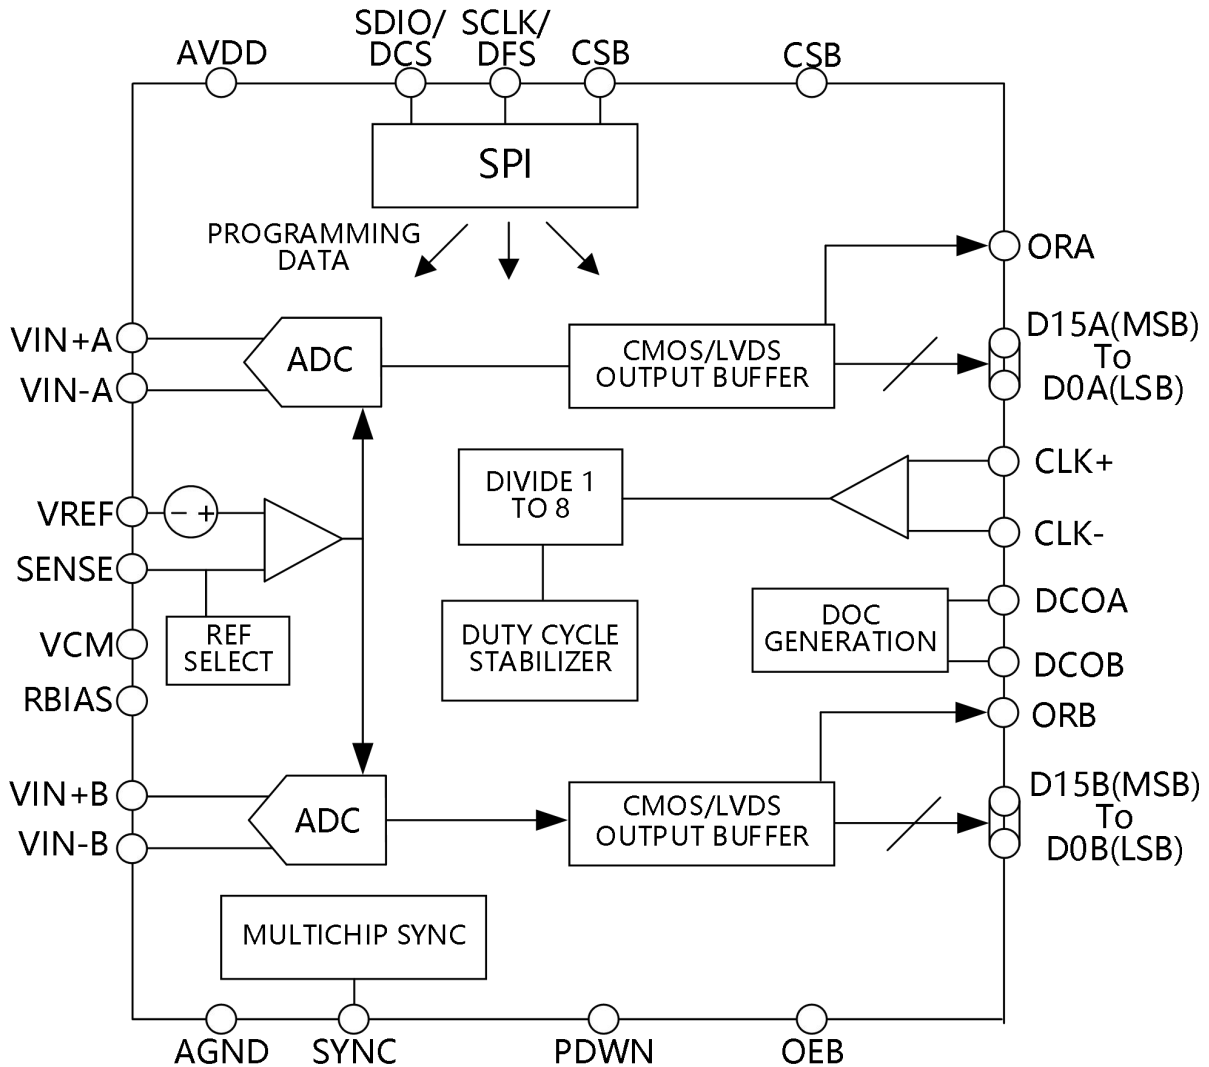 SDIO/
DCS
SCLK/
DFS
AVDD
CSB
CSB
SPI
PROGRAMMING
DATA
ORA
VIN+A
VIN-A
ADC
CMOS/LVDS
OUTPUT BUFFER
D15A(MSB)
To
D0A(LSB)
CLK+
CLK-
DIVIDE 1
TO 8
VREF
- +
SENSE
REF
SELECT
DUTY CYCLE
STABILIZER
DOC
GENERATION
DCOA
DCOB
VCM
RBIAS
ORB
VIN+B
VIN-B
ADC
CMOS/LVDS
OUTPUT BUFFER
D15B(MSB)
To
D0B(LSB)
MULTICHIP SYNC
AGND
SYNC
PDWN
OEB